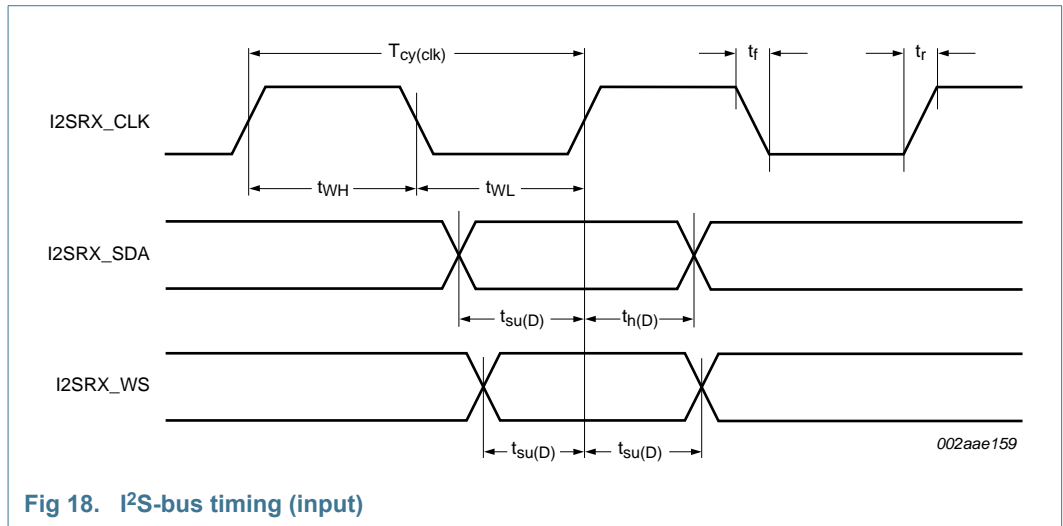 T_cy(clk)
t_f
t_r
I2SRX_CLK
t_WH
t_WL
I2SRX_SDA
t_su(D)
t_h(D)
I2SRX_WS
t_su(D)
t_su(D)
002aae159
Fig 18. I²S-bus timing (input)